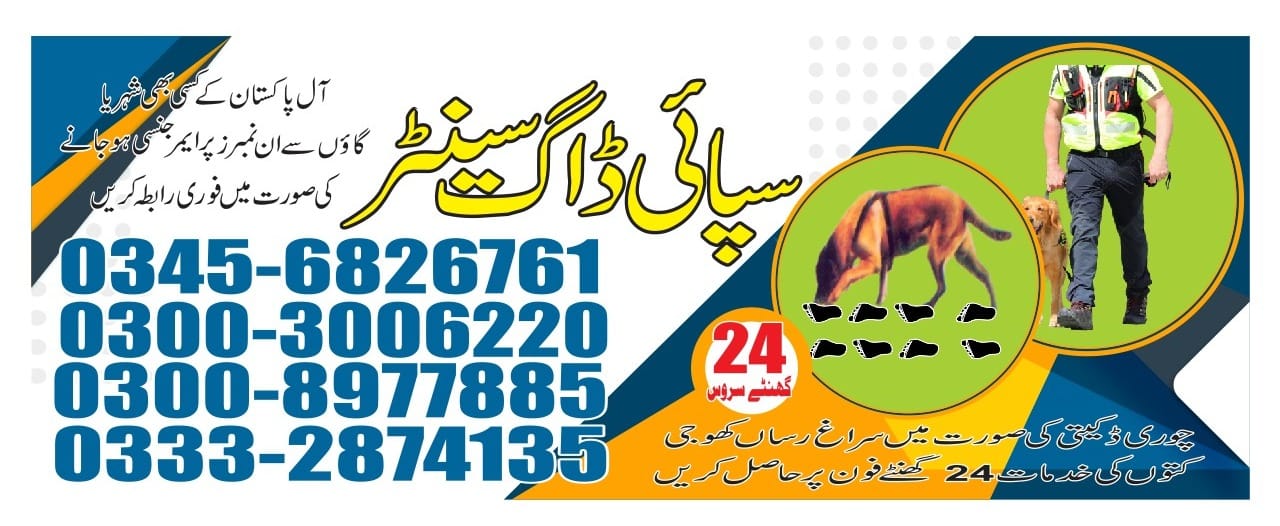 سپائی ڈاگ سینٹر
آل پاکستان کے کسی بھی شہر یا
گاؤں سے ان نمبرز پر ایمرجنسی ہو جانے
کی صورت میں فوری رابطہ کریں
0345-6826761
0300-3006220
0300-8977885
0333-2874135
24
گھنٹے سروس
چوری ڈکیتی کی صورت میں سراغ رساں کھوجی
کتوں کی خدمات 24 گھنٹے فون پر حاصل کریں